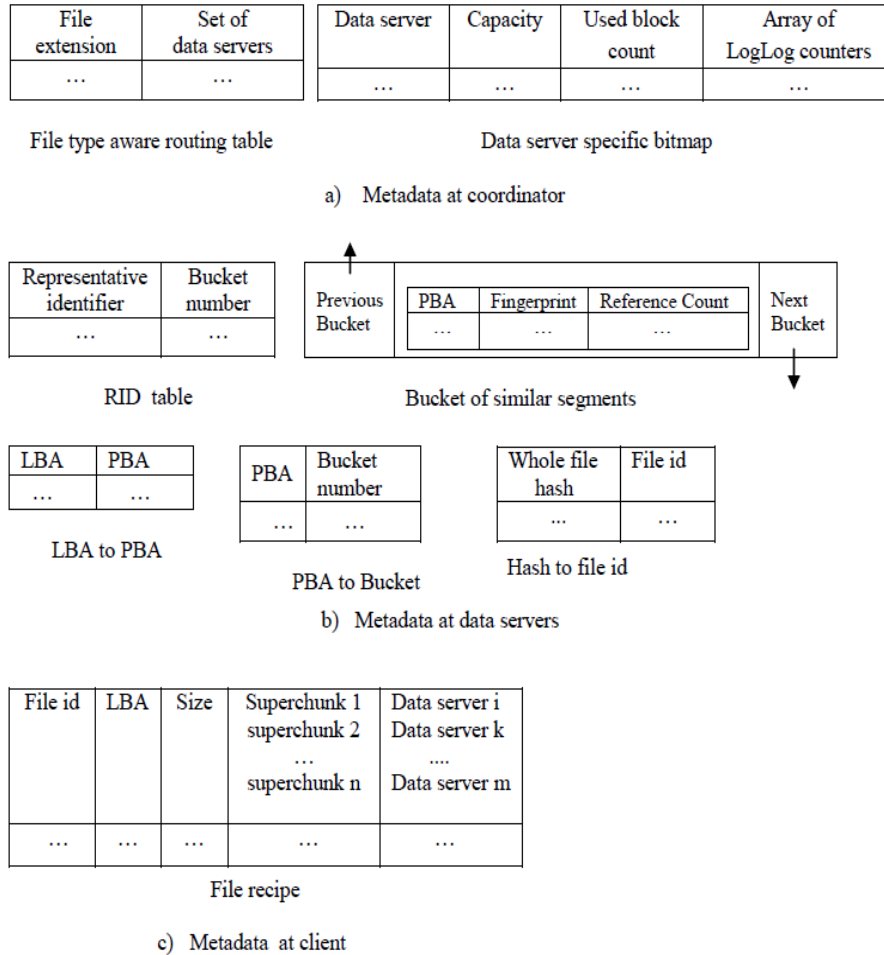 File extension
Set of data servers
… …
Data server
Capacity
Used block count
Array of LogLog counters
… … … …
File type aware routing table
Data server specific bitmap
a) Metadata at coordinator
Representative identifier
Bucket number
… …
RID table
Previous Bucket
PBA Fingerprint Reference Count
… … …
Next Bucket
Bucket of similar segments
LBA PBA
… …
LBA to PBA
PBA
Bucket number
… …
PBA to Bucket
Whole file hash
File id
... …
Hash to file id
b) Metadata at data servers
File id LBA Size Superchunk 1 Data server i
superchunk 2 Data server k
… ....
superchunk n Data server m
… … … … …
File recipe
c) Metadata at client